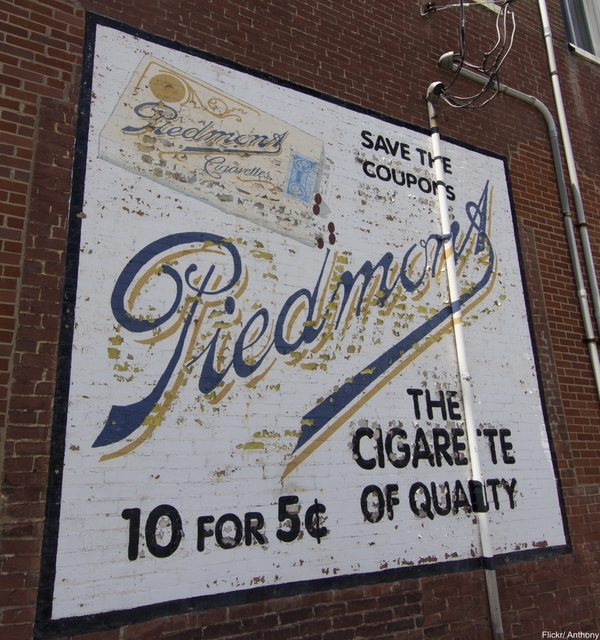 Piedmont
Cigarettes.
SAVE THE
COUPONS
Piedmont
THE
CIGARETTE
OF QUALITY
10 FOR 5¢
Flickr/ Anthony